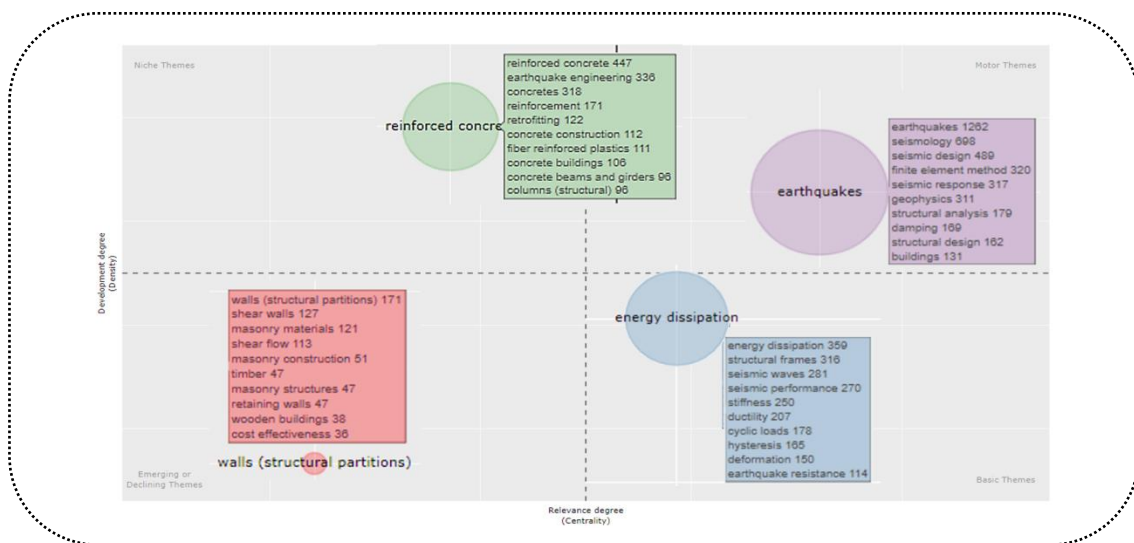 Niche Themes
Motor Themes
reinforced concre
reinforced concrete 447
earthquake engineering 336
concretes 318
reinforcement 171
retrofitting 122
concrete construction 112
fiber reinforced plastics 111
concrete buildings 106
concrete beams and girders 96
columns (structural) 96
earthquakes
earthquakes 1262
seismology 698
seismic design 489
finite element method 320
seismic response 317
geophysics 311
structural analysis 179
damping 169
structural design 162
buildings 131
Development degree
(Density)
walls (structural partitions) 171
shear walls 127
masonry materials 121
shear flow 113
masonry construction 51
timber 47
masonry structures 47
retaining walls 47
wooden buildings 38
cost effectiveness 36
walls (structural partitions)
energy dissipation
energy dissipation 359
structural frames 316
seismic waves 281
seismic performance 270
stiffness 250
ductility 207
cyclic loads 178
hysteresis 165
deformation 150
earthquake resistance 114
Emerging or
Declining Themes
Basic Themes
Relevance degree
(Centrality)